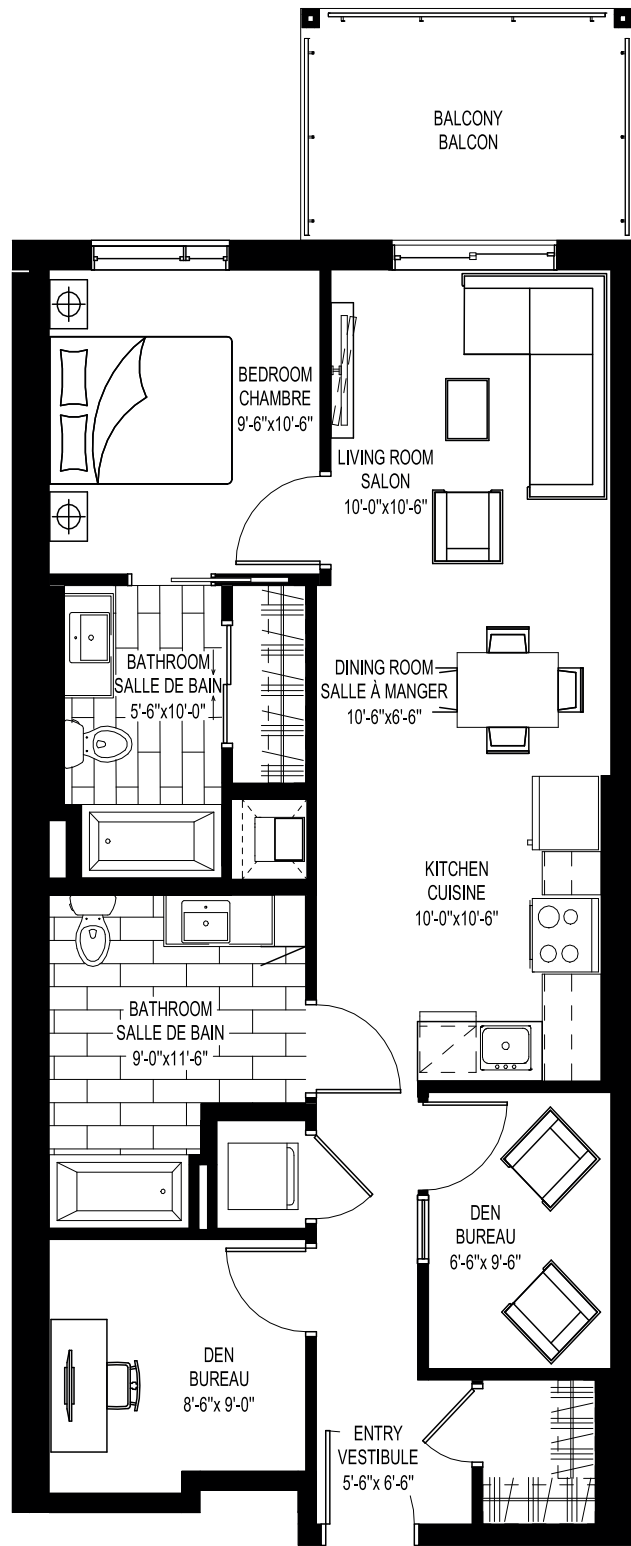 BALCONY
BALCON
BEDROOM
CHAMBRE
9'-6"x10'-6"
LIVING ROOM
SALON
10'-0"x10'-6"
BATHROOM
SALLE DE BAIN
5'-6"x10'-0"
DINING ROOM
SALLE À MANGER
10'-6"x6'-6"
KITCHEN
CUISINE
10'-0"x10'-6"
BATHROOM
SALLE DE BAIN
9'-0"x11'-6"
DEN
BUREAU
6'-6"x 9'-6"
DEN
BUREAU
8'-6"x 9'-0"
ENTRY
VESTIBULE
5'-6"x 6'-6"